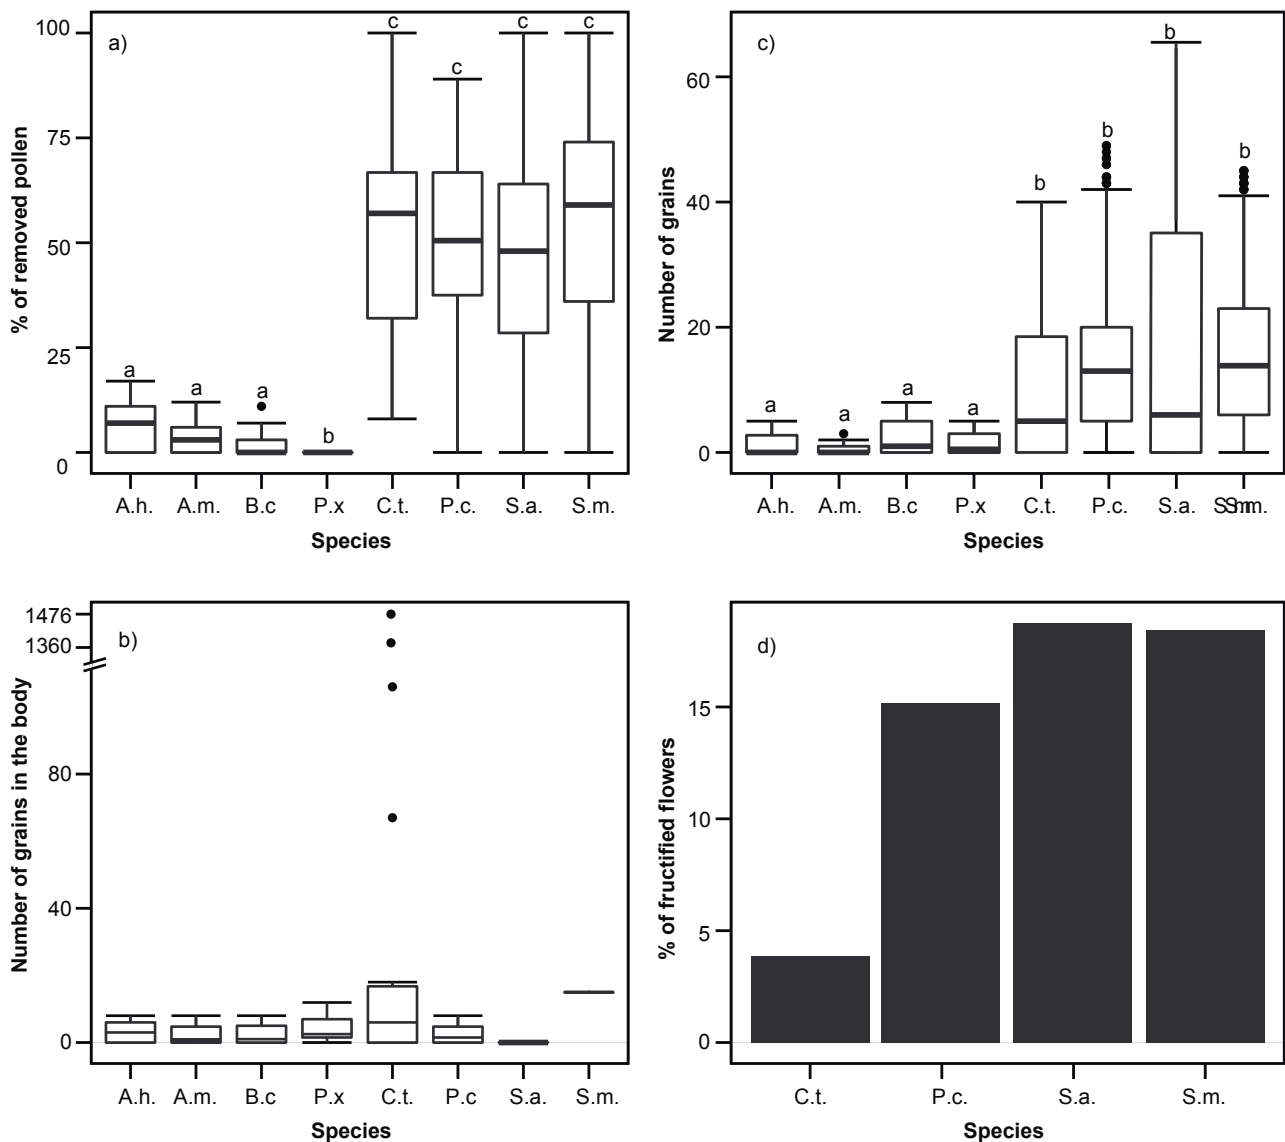 a)
% of removed pollen
100
75
50
25
0
a
a
a
b
c
c
c
c
A.h.
A.m.
B.c
P.x
C.t.
P.c.
S.a.
S.m.
Species
c)
Number of grains
60
40
20
0
a
a
a
a
b
b
b
b
A.h.
A.m.
B.c
P.x
C.t.
P.c.
S.a.
S.m.
Species
b)
Number of grains in the body
1476
1360
80
40
0
A.h.
A.m.
B.c
P.x
C.t.
P.c
S.a.
S.m.
Species
d)
% of fructified flowers
15
10
5
0
C.t.
P.c.
S.a.
S.m.
Species